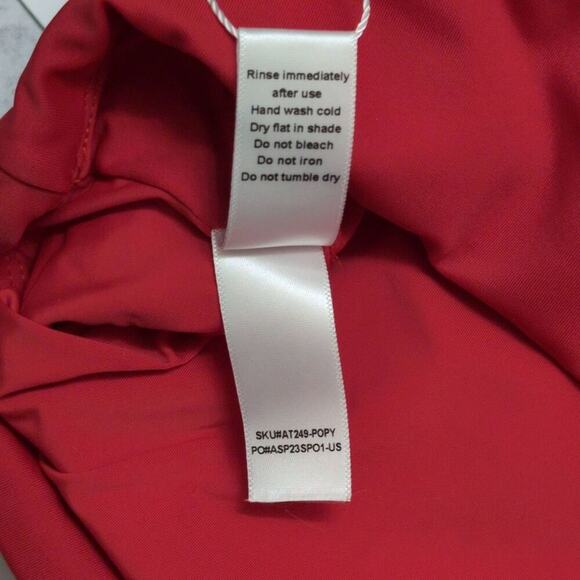 Rinse immediately
after use
Hand wash cold
Dry flat in shade
Do not bleach
Do not iron
Do not tumble dry
SKU#AT249-POPY
PO#ASP23SPO1-US